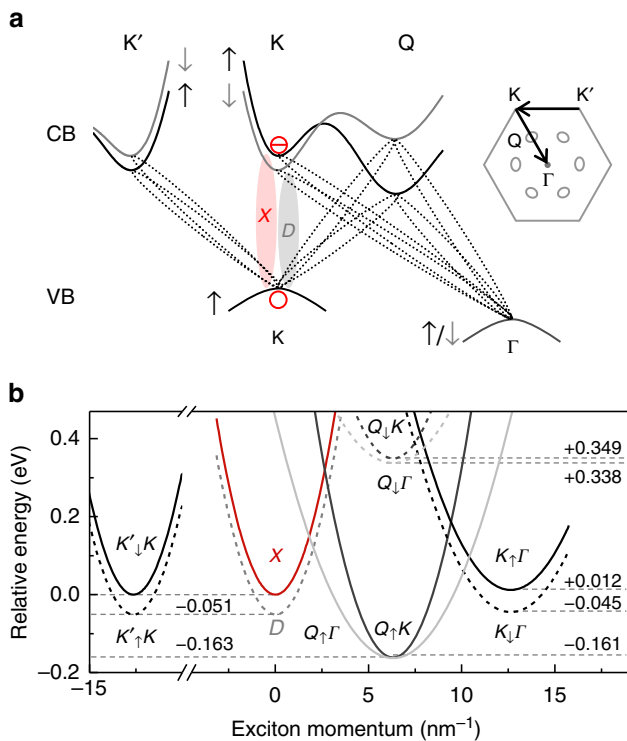 a
K′ K Q
↓ ↑
↑ ↓
CB
K K′
Q
Γ
X D
VB
↑ ↑/↓
K Γ
b
Relative energy (eV)
0.4
0.2
0.0
−0.2
Q↓K
+0.349
Q↓Γ
+0.338
K′↓K
X
K↑Γ
+0.012
−0.051
−0.045
K′↑K
−0.163
D
Q↑Γ
Q↑K
K↓Γ
−0.161
−15 0 5 10 15
Exciton momentum (nm⁻¹)